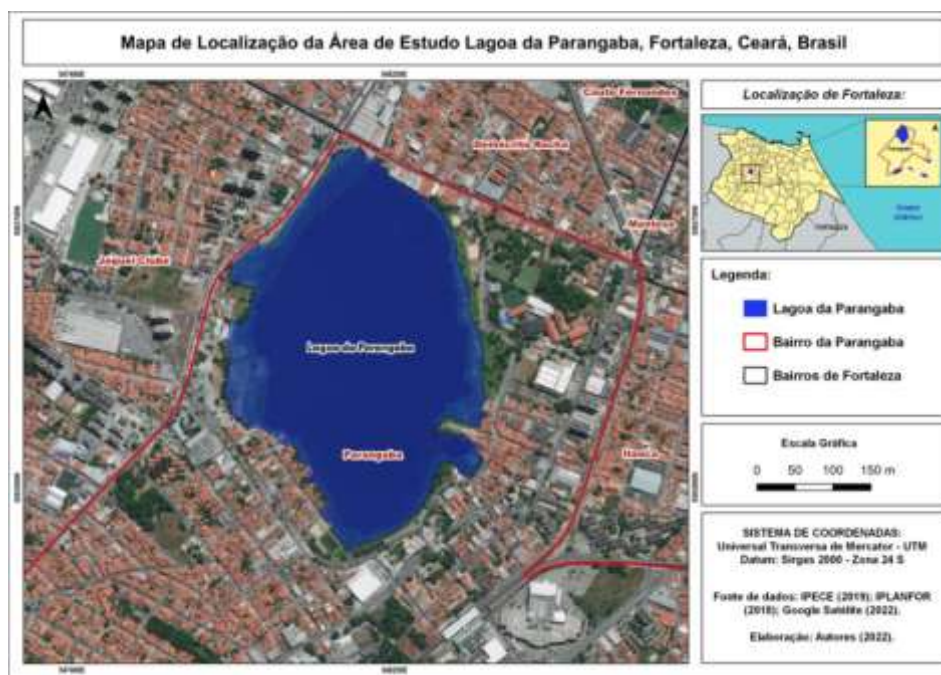 Mapa de Localização da Área de Estudo Lagoa da Parangaba, Fortaleza, Ceará, Brasil
Couto Fernandes
Demócrito Rocha
Montese
Jóquei Clube
Lagoa da Parangaba
Parangaba
Itaoca
Localização de Fortaleza:
Legenda:
Lagoa da Parangaba
Bairro da Parangaba
Bairros de Fortaleza
Escala Gráfica
0 50 100 150 m
SISTEMA DE COORDENADAS:
Universal Transversa de Mercator - UTM
Datum: Sirgas 2000 - Zona 24 S
Fonte de dados: IPECE (2019); IPLANFOR
(2018); Google Satélite (2022).
Elaboração: Autores (2022).